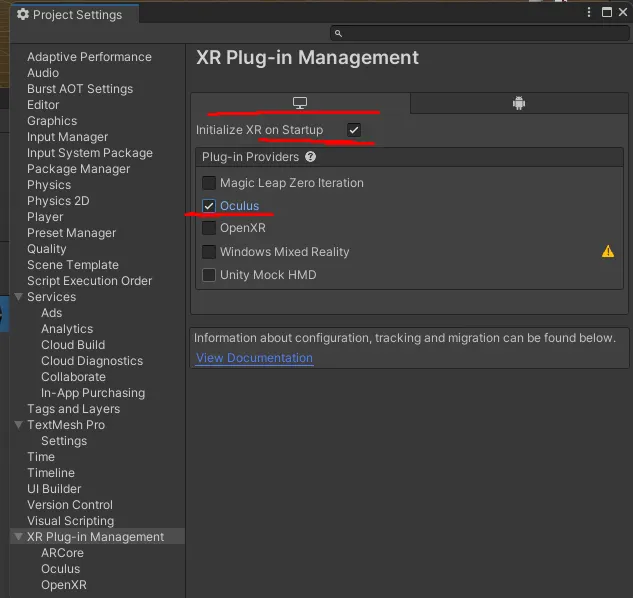 Project Settings
XR Plug-in Management
Adaptive Performance
Audio
Burst AOT Settings
Editor
Graphics
Input Manager
Input System Package
Package Manager
Physics
Physics 2D
Player
Preset Manager
Quality
Scene Template
Script Execution Order
Services
Ads
Analytics
Cloud Build
Cloud Diagnostics
Collaborate
In-App Purchasing
Tags and Layers
TextMesh Pro
Settings
Time
Timeline
UI Builder
Version Control
Visual Scripting
XR Plug-in Management
ARCore
Oculus
OpenXR
Initialize XR on Startup
Plug-in Providers ?
Magic Leap Zero Iteration
Oculus
OpenXR
Windows Mixed Reality
Unity Mock HMD
Information about configuration, tracking and migration can be found below.
View Documentation